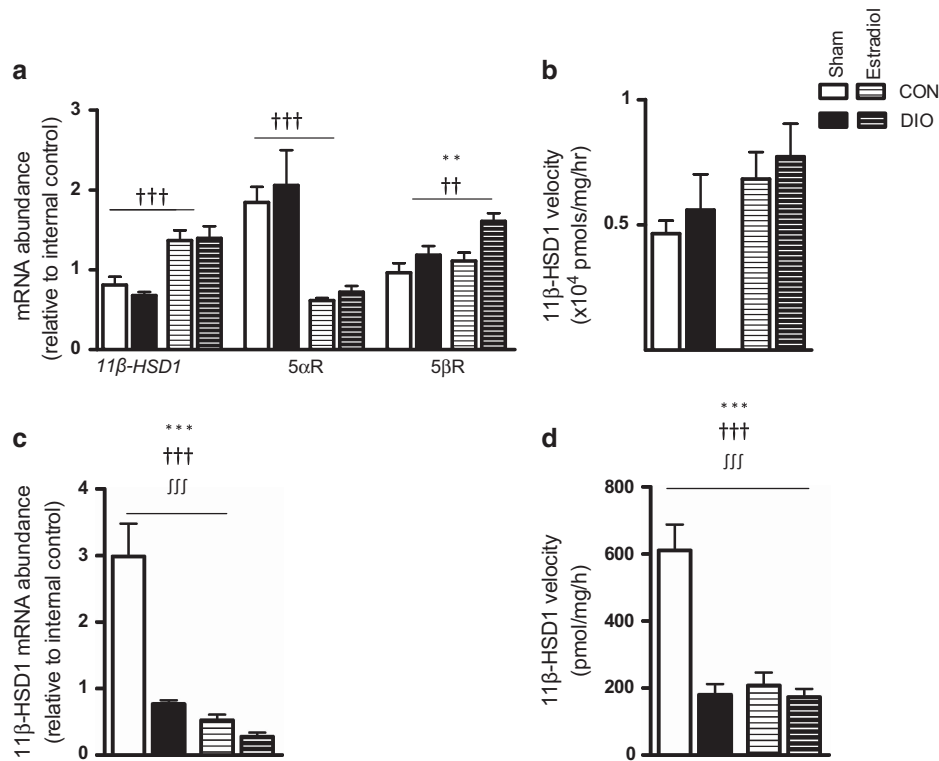 a
mRNA abundance
(relative to internal control)
3
2
1
0
†††
†††
**
††
11β-HSD1
5αR
5βR
b
11β-HSD1 velocity
(x10⁴ pmols/mg/hr)
1
0.5
Sham
Estradiol
CON
DIO
c
11β-HSD1 mRNA abundance
(relative to internal control)
4
3
2
1
0
***
†††
∫∫∫
d
11β-HSD1 velocity
(pmol/mg/h)
800
600
400
200
0
***
†††
∫∫∫